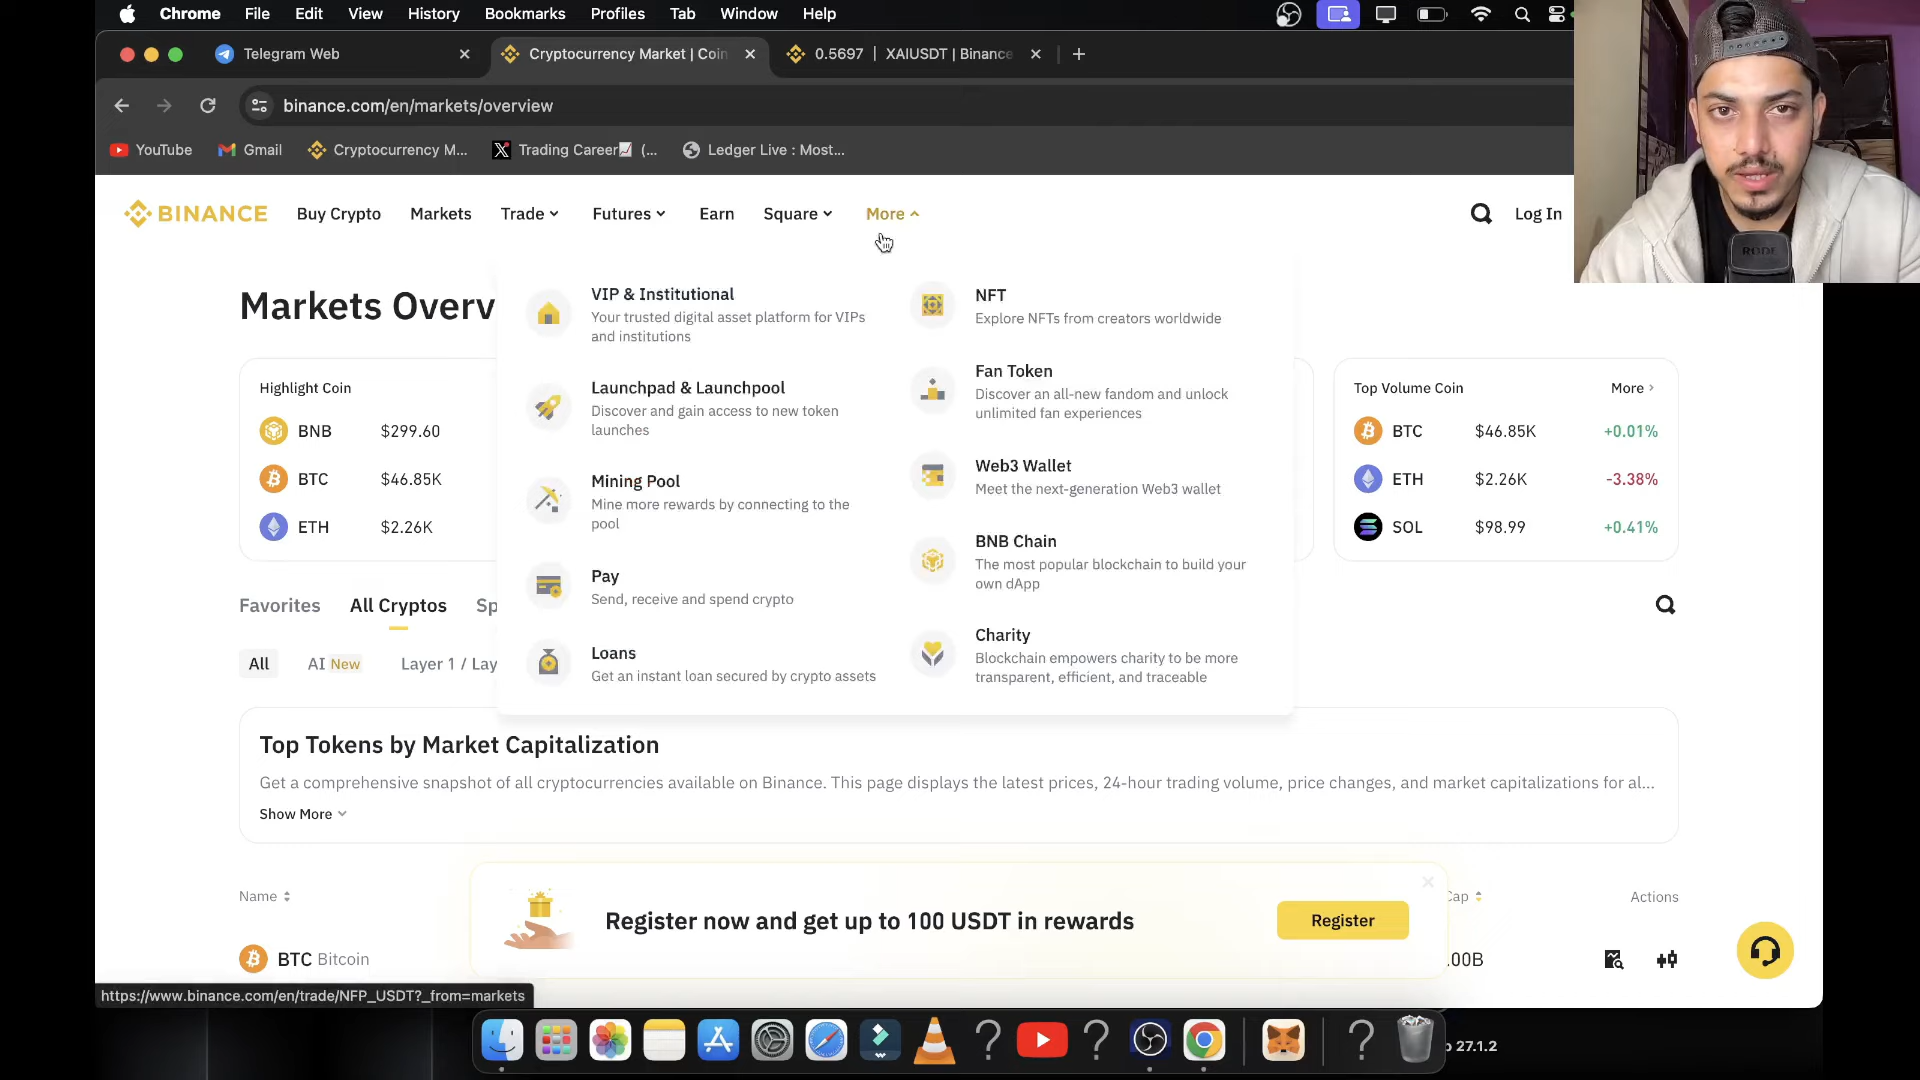 Chrome File Edit View History Bookmarks Profiles Tab Window Help
Telegram Web
Cryptocurrency Market | Coin
0.5697 | XAIUSDT | Binance
binance.com/en/markets/overview
YouTube Gmail Cryptocurrency M... Trading Career📈 (... Ledger Live : Most...
BINANCE Buy Crypto Markets Trade Futures Earn Square More Log In
RODE
Markets Overv
VIP & Institutional
Your trusted digital asset platform for VIPs
and institutions
Launchpad & Launchpool
Discover and gain access to new token
launches
Mining Pool
Mine more rewards by connecting to the
pool
Pay
Send, receive and spend crypto
Loans
Get an instant loan secured by crypto assets
NFT
Explore NFTs from creators worldwide
Fan Token
Discover an all-new fandom and unlock
unlimited fan experiences
Web3 Wallet
Meet the next-generation Web3 wallet
BNB Chain
The most popular blockchain to build your
own dApp
Charity
Blockchain empowers charity to be more
transparent, efficient, and traceable
Highlight Coin
BNB $299.60
BTC $46.85K
ETH $2.26K
Top Volume Coin More
BTC $46.85K +0.01%
ETH $2.26K -3.38%
SOL $98.99 +0.41%
Favorites All Cryptos Sp
All AI New Layer 1 / Lay
Top Tokens by Market Capitalization
Get a comprehensive snapshot of all cryptocurrencies available on Binance. This page displays the latest prices, 24-hour trading volume, price changes, and market capitalizations for al...
Show More
Name Cap Actions
Register now and get up to 100 USDT in rewards Register
BTC Bitcoin .00B
https://www.binance.com/en/trade/NFP_USDT?_from=markets
27.1.2